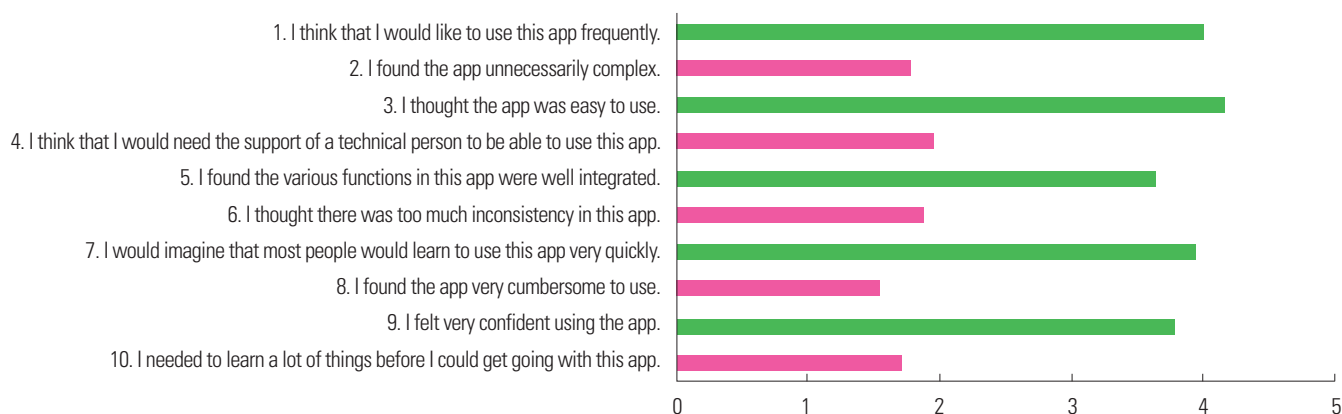 1. I think that I would like to use this app frequently.
2. I found the app unnecessarily complex.
3. I thought the app was easy to use.
4. I think that I would need the support of a technical person to be able to use this app.
5. I found the various functions in this app were well integrated.
6. I thought there was too much inconsistency in this app.
7. I would imagine that most people would learn to use this app very quickly.
8. I found the app very cumbersome to use.
9. I felt very confident using the app.
10. I needed to learn a lot of things before I could get going with this app.
0 1 2 3 4 5